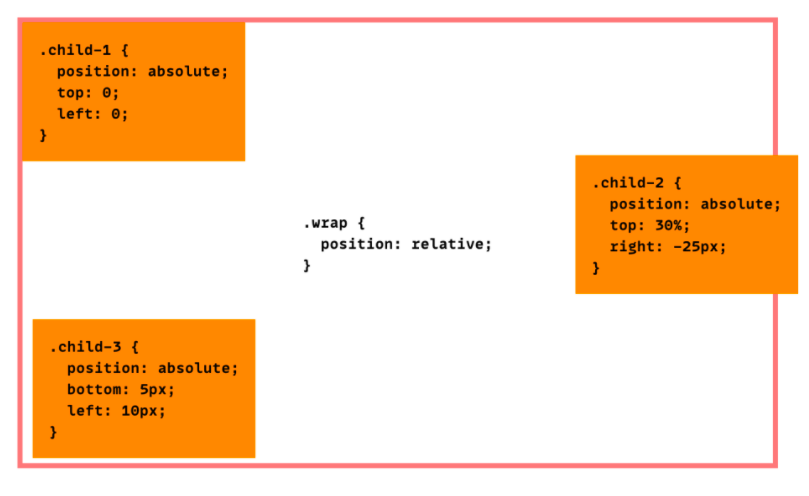 .child-1 {
  position: absolute;
  top: 0;
  left: 0;
}
.child-2 {
  position: absolute;
  top: 30%;
  right: -25px;
}
.wrap {
  position: relative;
}
.child-3 {
  position: absolute;
  bottom: 5px;
  left: 10px;
}